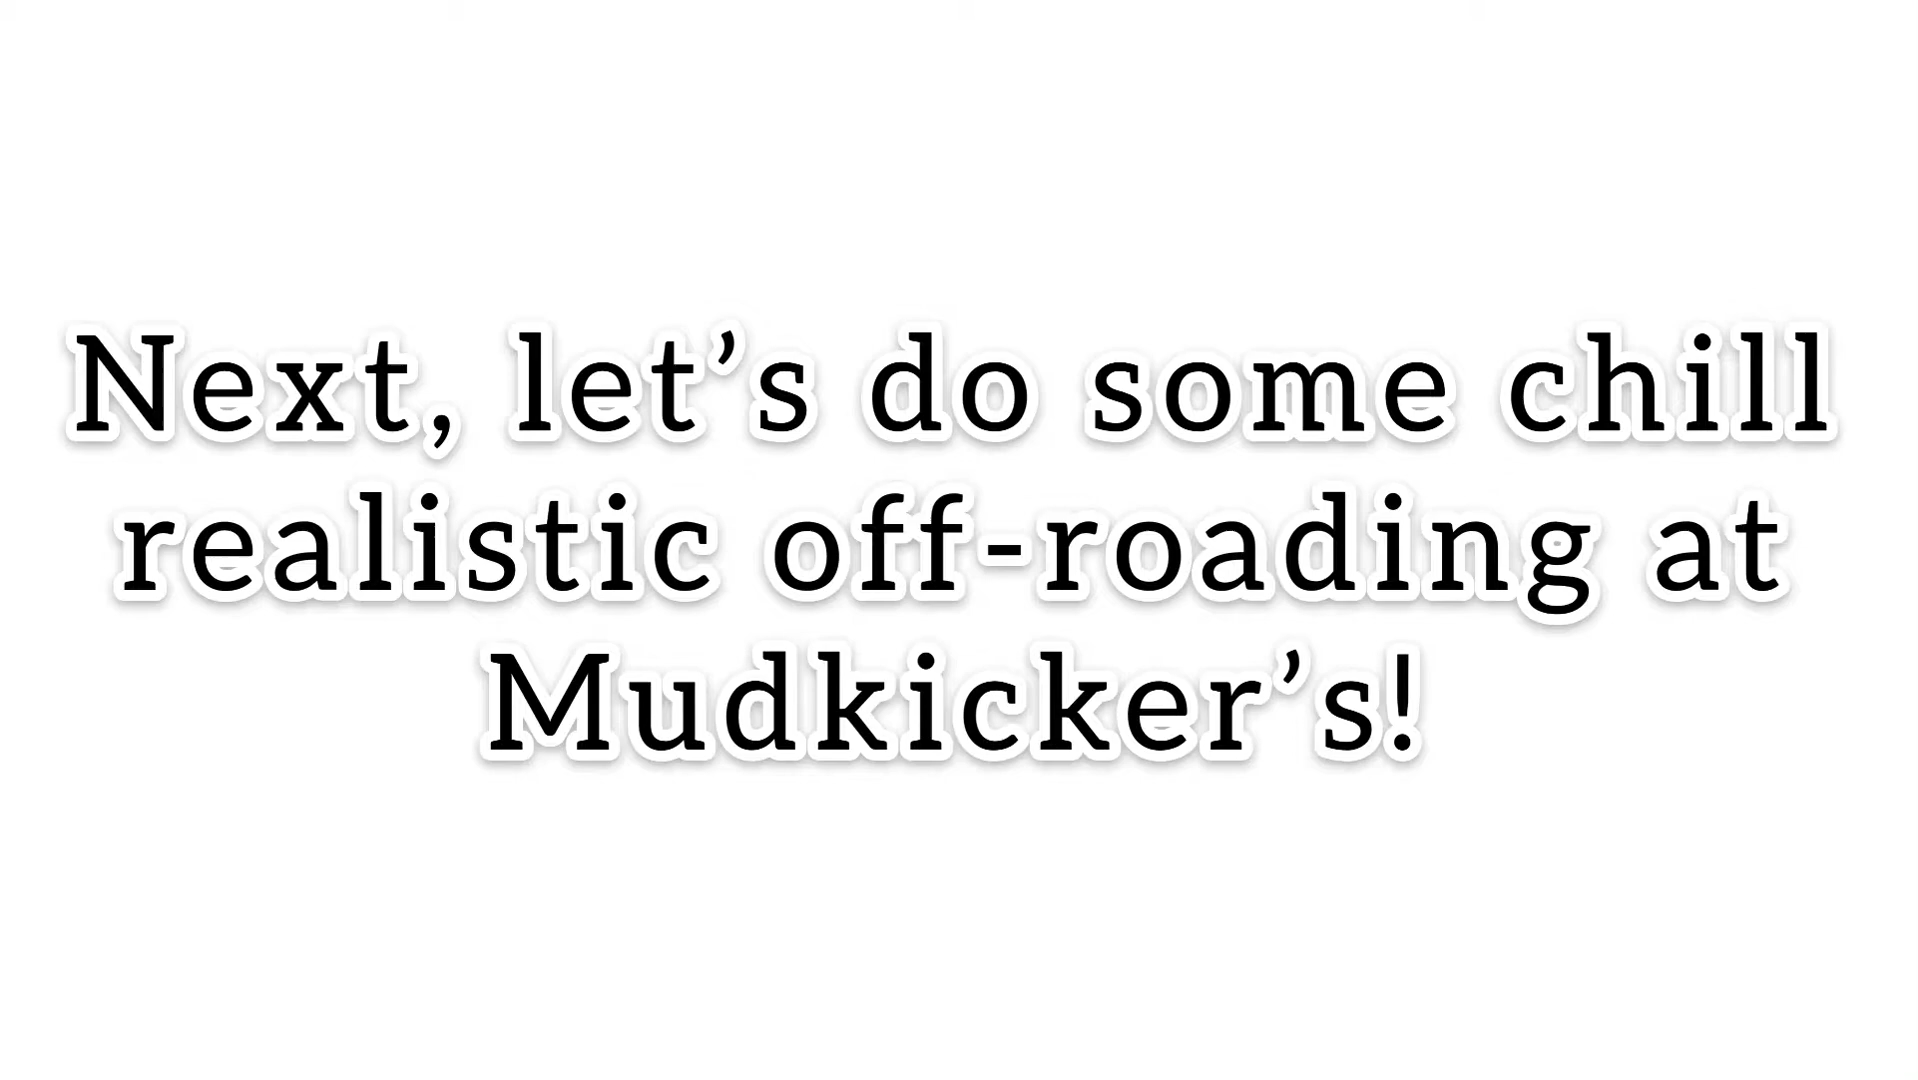 Next, let’s do some chill
realistic off-roading at
Mudkicker’s!